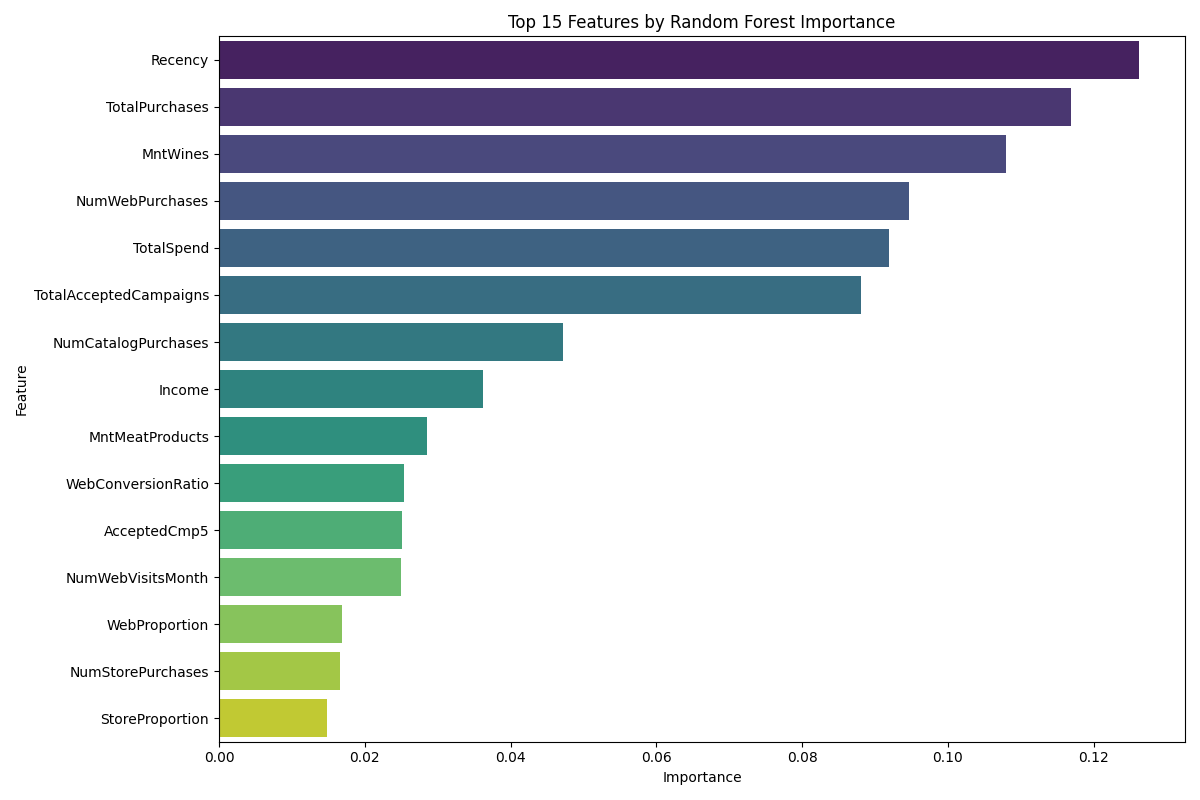 Top 15 Features by Random Forest Importance
Recency
TotalPurchases
MntWines
NumWebPurchases
TotalSpend
TotalAcceptedCampaigns
NumCatalogPurchases
Income
MntMeatProducts
WebConversionRatio
AcceptedCmp5
NumWebVisitsMonth
WebProportion
NumStorePurchases
StoreProportion
Feature
0.00 0.02 0.04 0.06 0.08 0.10 0.12
Importance